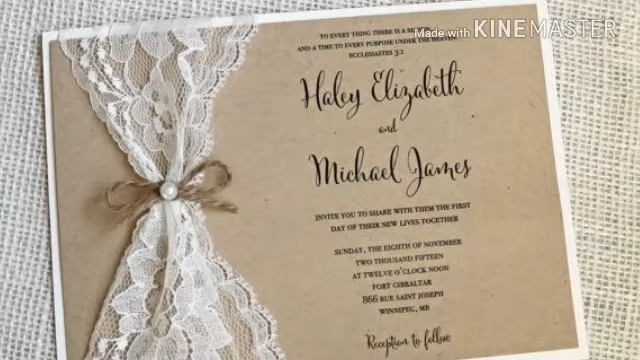 Made with KINEMASTER
TO EVERY THING THERE IS A SEASON
AND A TIME TO EVERY PURPOSE UNDER THE HEAVEN.
ECCLESIASTES 3:1
Haley Elizabeth
and
Michael James
INVITE YOU TO SHARE WITH THEM THE FIRST
DAY OF THEIR NEW LIVES TOGETHER
SUNDAY, THE EIGHTH OF NOVEMBER
TWO THOUSAND FIFTEEN
AT TWELVE O'CLOCK NOON
FORT GIBRALTAR
866 RUE SAINT JOSEPH
WINNIPEG, MB
Reception to follow